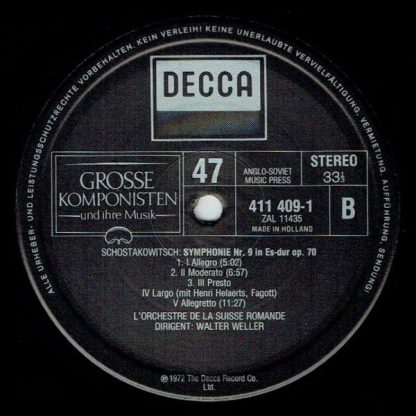 ALLE URHEBER- UND LEISTUNGSSCHUTZRECHTE VORBEHALTEN. KEIN VERLEIH! KEINE UNERLAUBTE VERVIELFÄLTIGUNG, VERMIETUNG, AUFFÜHRUNG, SENDUNG!
DECCA
GROSSE
KOMPONISTEN
und ihre Musik
47
ANGLO-SOVIET
MUSIC PRESS
STEREO
33⅓
411 409-1
ZAL 11435
MADE IN HOLLAND
B
SCHOSTAKOWITSCH: SYMPHONIE Nr. 9 in Es-dur op. 70
1. I Allegro (5:02)
2. II Moderato (6:57)
3. III Presto
IV Largo (mit Henri Helaerts, Fagott)
V Allegretto (11:27)
L'ORCHESTRE DE LA SUISSE ROMANDE
DIRIGENT: WALTER WELLER
℗ 1972 The Decca Record Co.
Ltd.